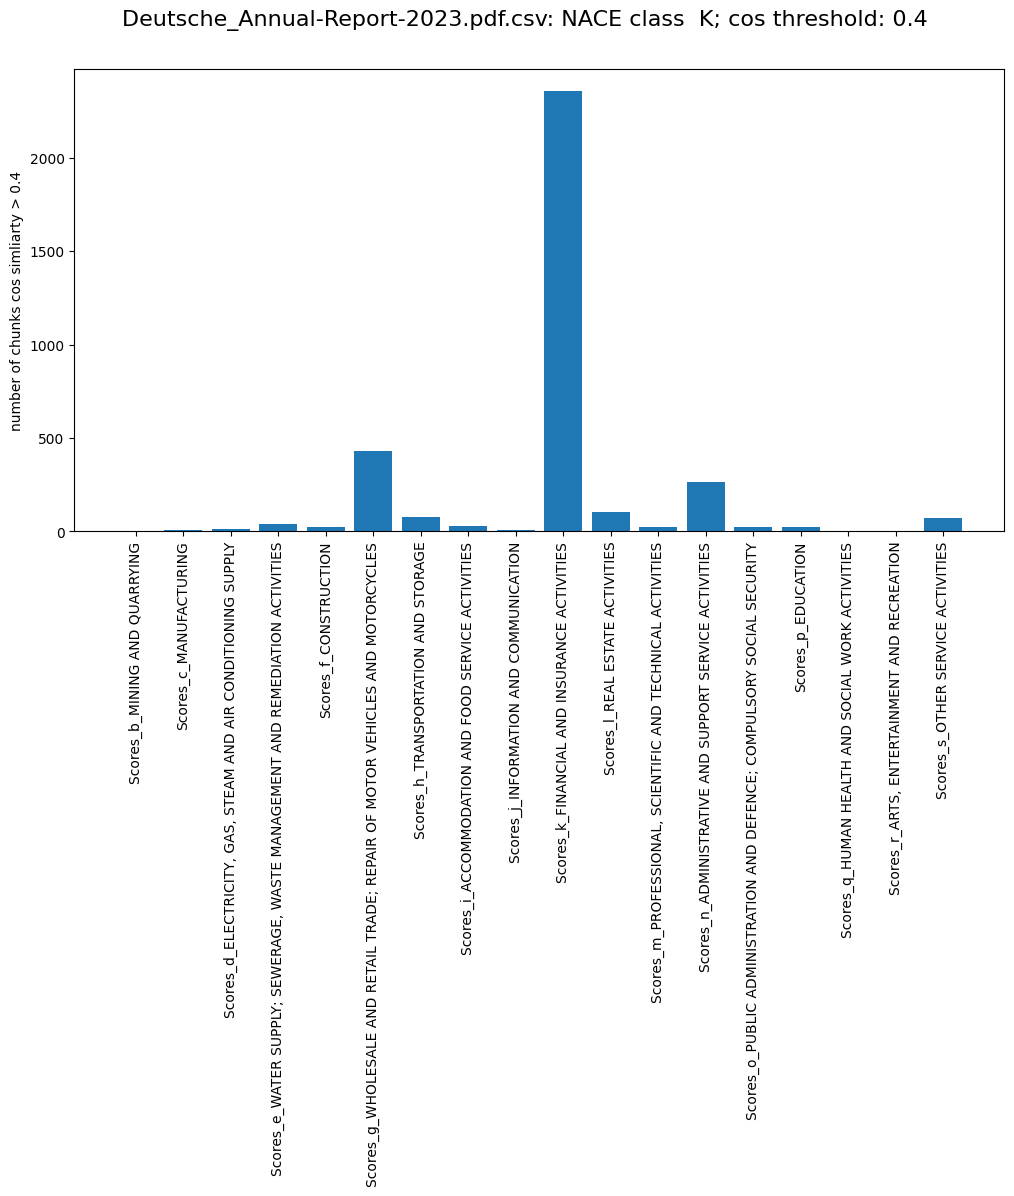 Deutsche_Annual-Report-2023.pdf.csv: NACE class  K; cos threshold: 0.4
number of chunks cos simliarty > 0.4
2000
1500
1000
500
0
Scores_b_MINING AND QUARRYING
Scores_c_MANUFACTURING
Scores_d_ELECTRICITY, GAS, STEAM AND AIR CONDITIONING SUPPLY
Scores_e_WATER SUPPLY; SEWERAGE, WASTE MANAGEMENT AND REMEDIATION ACTIVITIES
Scores_f_CONSTRUCTION
Scores_g_WHOLESALE AND RETAIL TRADE; REPAIR OF MOTOR VEHICLES AND MOTORCYCLES
Scores_h_TRANSPORTATION AND STORAGE
Scores_i_ACCOMMODATION AND FOOD SERVICE ACTIVITIES
Scores_j_INFORMATION AND COMMUNICATION
Scores_k_FINANCIAL AND INSURANCE ACTIVITIES
Scores_l_REAL ESTATE ACTIVITIES
Scores_m_PROFESSIONAL, SCIENTIFIC AND TECHNICAL ACTIVITIES
Scores_n_ADMINISTRATIVE AND SUPPORT SERVICE ACTIVITIES
Scores_o_PUBLIC ADMINISTRATION AND DEFENCE; COMPULSORY SOCIAL SECURITY
Scores_p_EDUCATION
Scores_q_HUMAN HEALTH AND SOCIAL WORK ACTIVITIES
Scores_r_ARTS, ENTERTAINMENT AND RECREATION
Scores_s_OTHER SERVICE ACTIVITIES